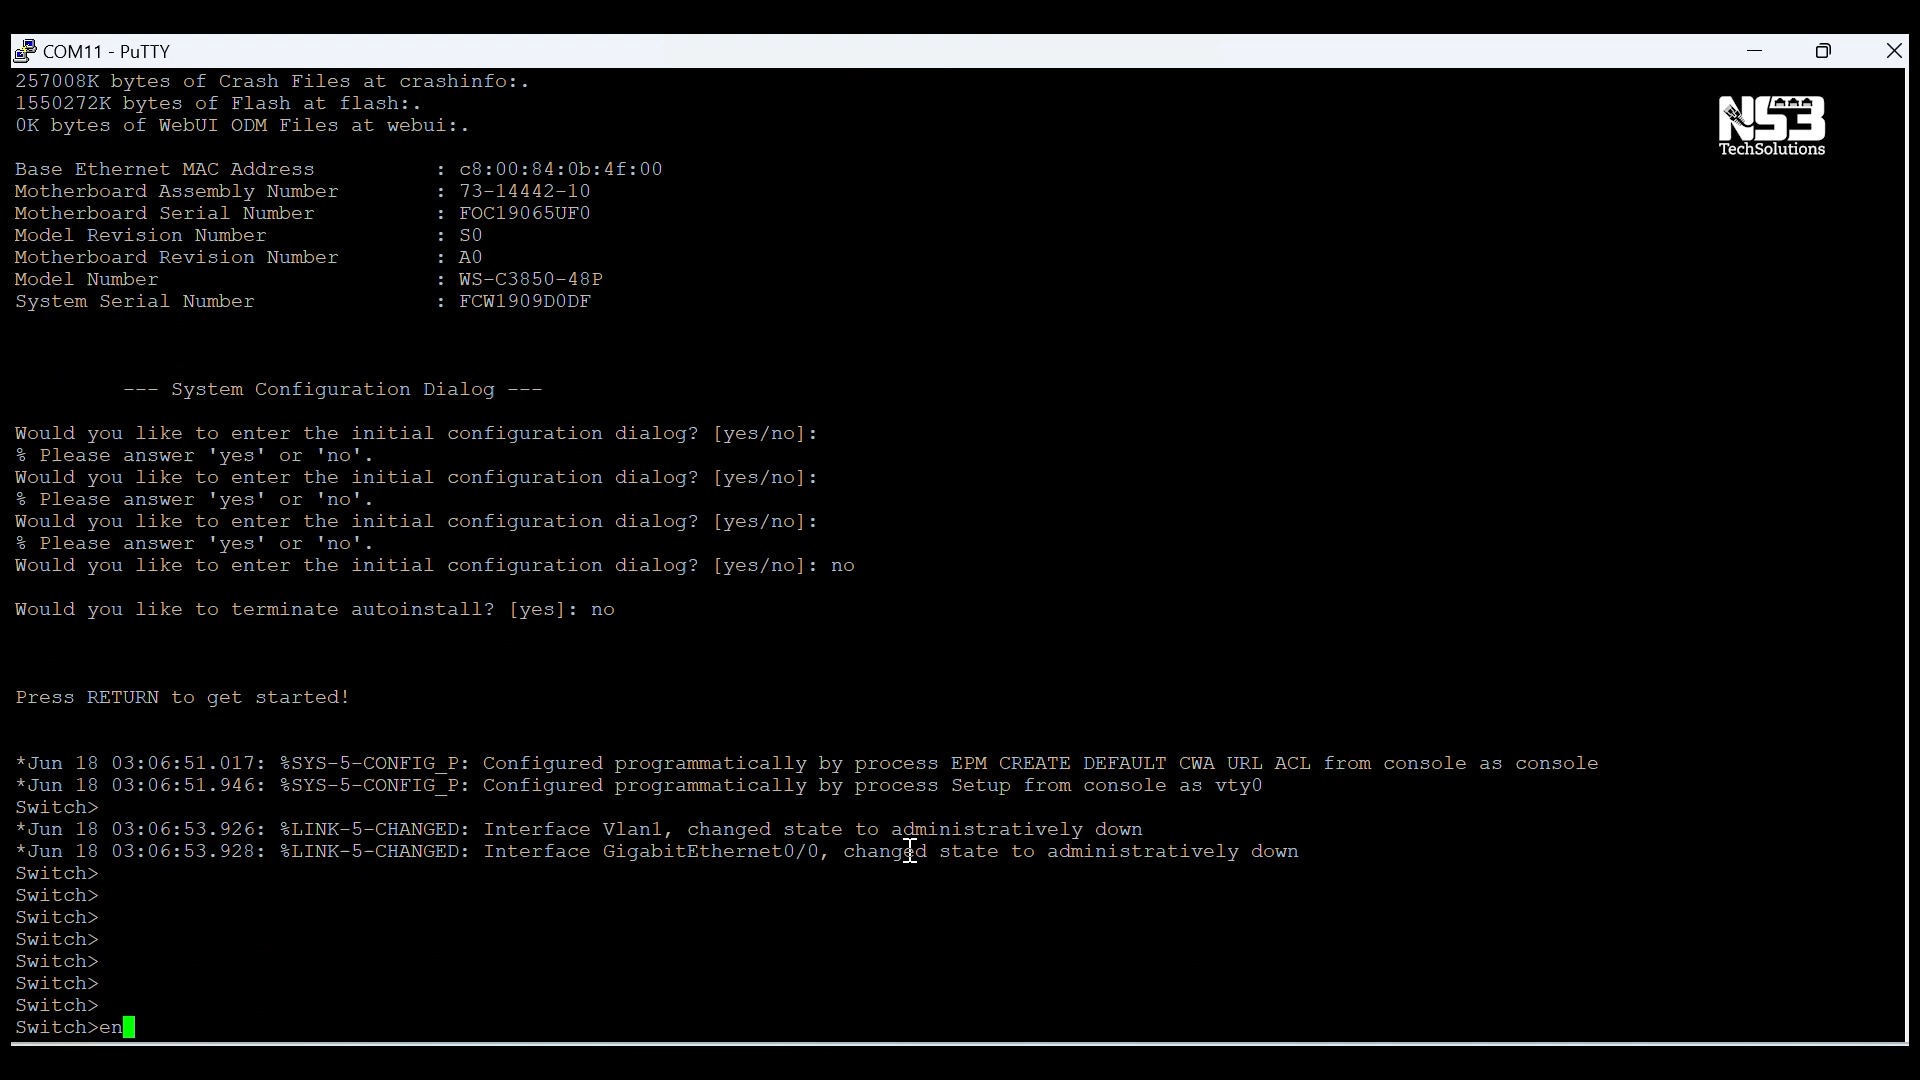 COM11 - PuTTY
257008K bytes of Crash Files at crashinfo:.
1550272K bytes of Flash at flash:.
0K bytes of WebUI ODM Files at webui:.
NS3
TechSolutions
Base Ethernet MAC Address : c8:00:84:0b:4f:00
Motherboard Assembly Number : 73-14442-10
Motherboard Serial Number : FOC19065UF0
Model Revision Number : S0
Motherboard Revision Number : A0
Model Number : WS-C3850-48P
System Serial Number : FCW1909D0DF
--- System Configuration Dialog ---
Would you like to enter the initial configuration dialog? [yes/no]:
% Please answer 'yes' or 'no'.
Would you like to enter the initial configuration dialog? [yes/no]:
% Please answer 'yes' or 'no'.
Would you like to enter the initial configuration dialog? [yes/no]:
% Please answer 'yes' or 'no'.
Would you like to enter the initial configuration dialog? [yes/no]: no
Would you like to terminate autoinstall? [yes]: no
Press RETURN to get started!
*Jun 18 03:06:51.017: %SYS-5-CONFIG_P: Configured programmatically by process EPM CREATE DEFAULT CWA URL ACL from console as console
*Jun 18 03:06:51.946: %SYS-5-CONFIG_P: Configured programmatically by process Setup from console as vty0
Switch>
*Jun 18 03:06:53.926: %LINK-5-CHANGED: Interface Vlan1, changed state to administratively down
*Jun 18 03:06:53.928: %LINK-5-CHANGED: Interface GigabitEthernet0/0, changed state to administratively down
Switch>
Switch>
Switch>
Switch>
Switch>
Switch>
Switch>
Switch>en